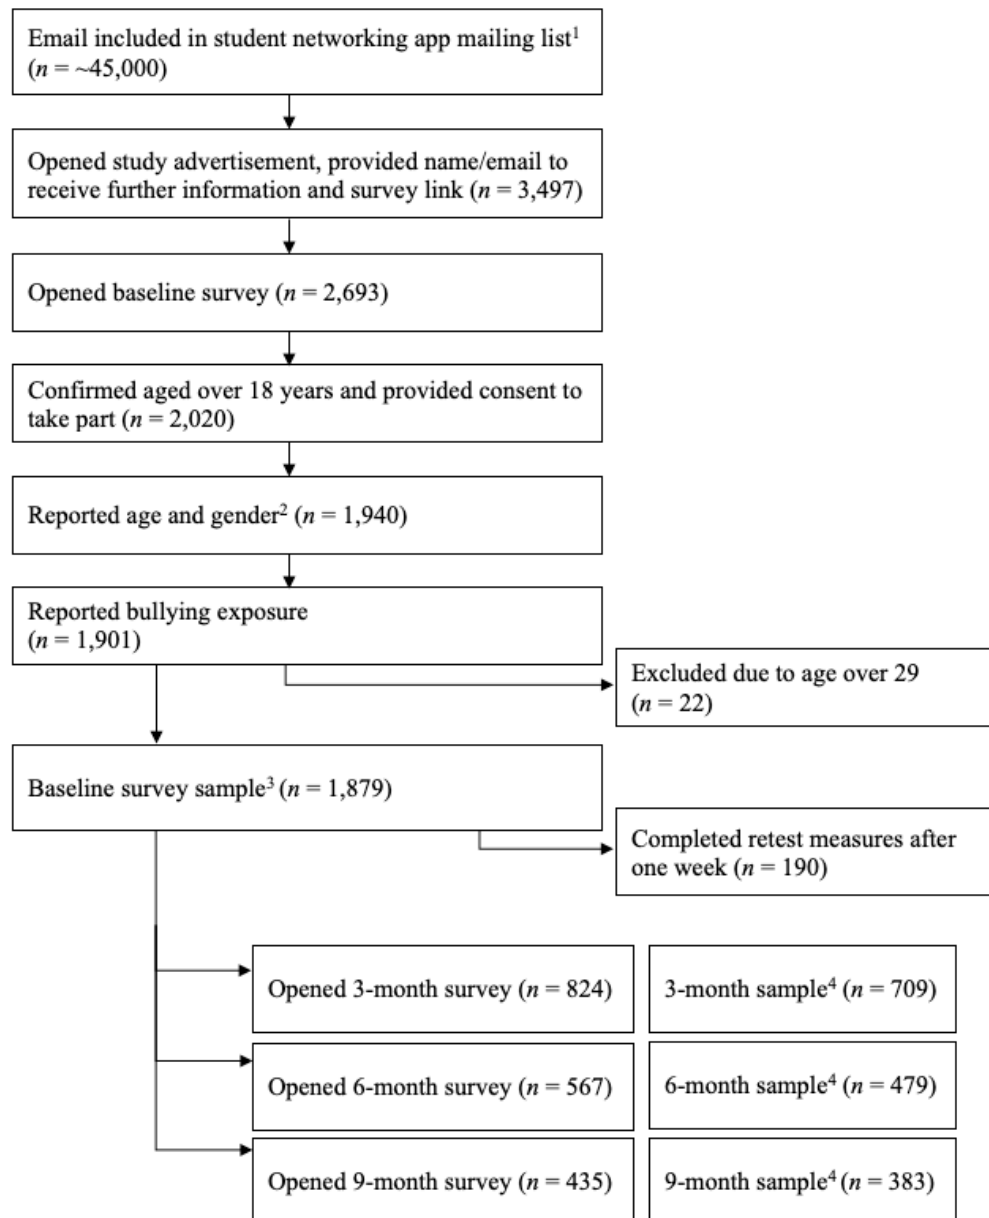 Email included in student networking app mailing list¹
(n = ~45,000)
Opened study advertisement, provided name/email to
receive further information and survey link (n = 3,497)
Opened baseline survey (n = 2,693)
Confirmed aged over 18 years and provided consent to
take part (n = 2,020)
Reported age and gender² (n = 1,940)
Reported bullying exposure
(n = 1,901)
Excluded due to age over 29
(n = 22)
Baseline survey sample³ (n = 1,879)
Completed retest measures after
one week (n = 190)
Opened 3-month survey (n = 824)
3-month sample⁴ (n = 709)
Opened 6-month survey (n = 567)
6-month sample⁴ (n = 479)
Opened 9-month survey (n = 435)
9-month sample⁴ (n = 383)